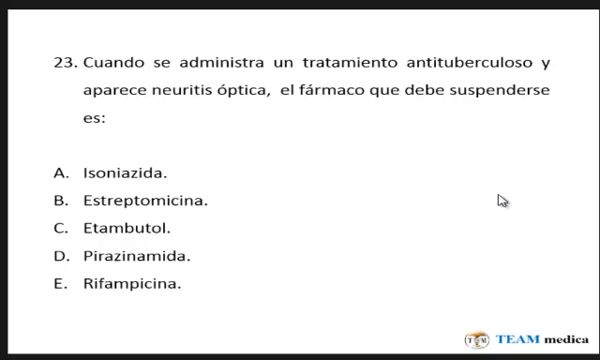 23. Cuando se administra un tratamiento antituberculoso y
aparece neuritis óptica, el fármaco que debe suspenderse
es:
A. Isoniazida.
B. Estreptomicina.
C. Etambutol.
D. Pirazinamida.
E. Rifampicina.
TEAM medica